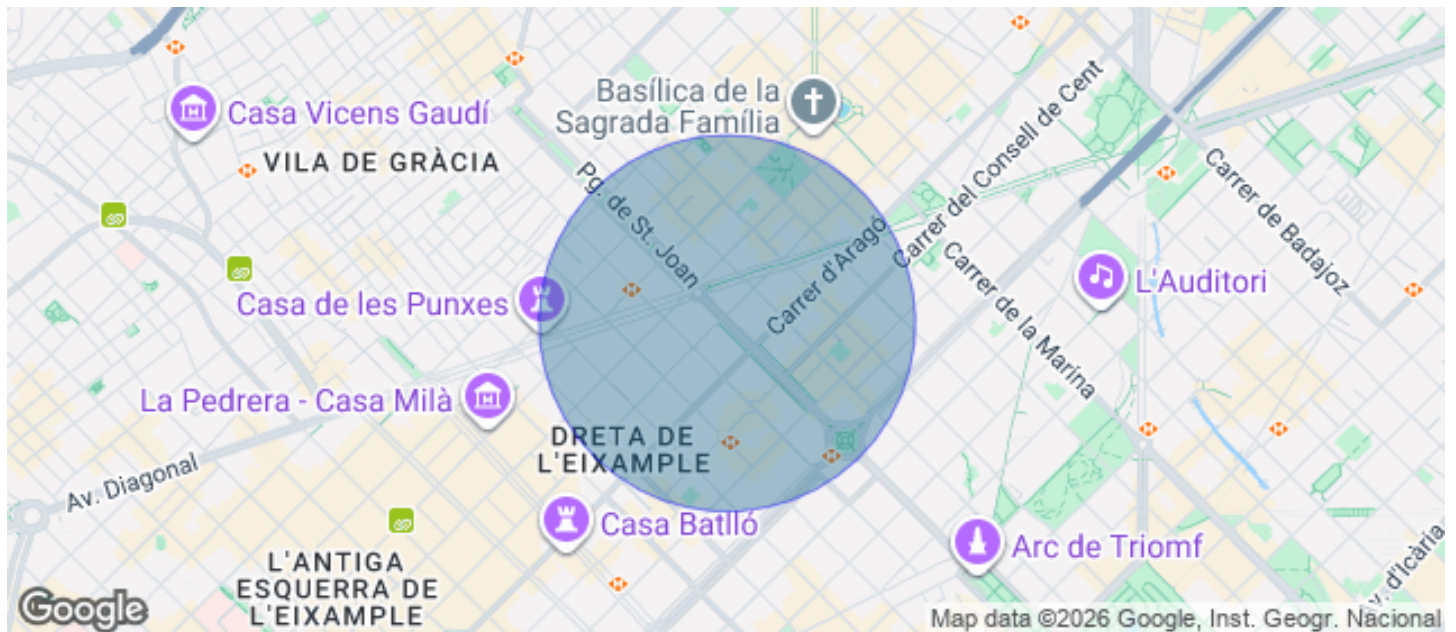 Casa Vicens Gaudí
VILA DE GRÀCIA
Basílica de la
Sagrada Família
Pg. de St. Joan
Carrer del Consell de Cent
Carrer d'Aragó
Carrer de Badajoz
Carrer de la Marina
L'Auditori
Casa de les Punxes
La Pedrera - Casa Milà
DRETA DE
L'EIXAMPLE
Av. Diagonal
Casa Batlló
Arc de Triomf
L'ANTIGA
ESQUERRA DE
L'EIXAMPLE
Av. d'Icària
Google
Map data ©2026 Google, Inst. Geogr. Nacional